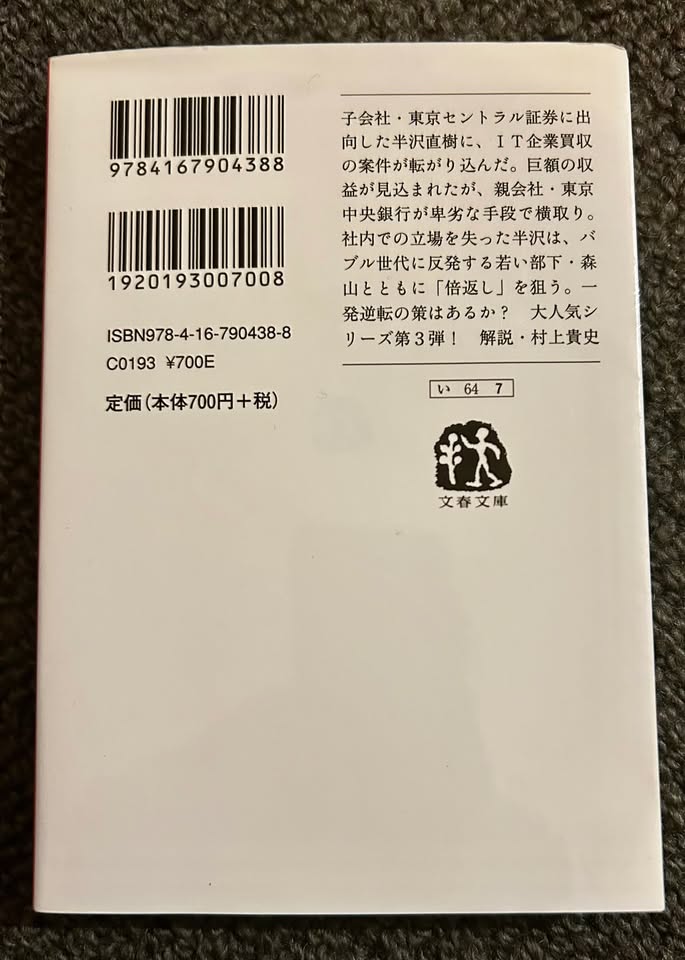 9784167904388
1920193007008
ISBN978-4-16-790438-8
C0193 ¥700E
定価(本体700円+税)
子会社・東京セントラル証券に出
向した半沢直樹に、IT企業買収
の案件が転がり込んだ。巨額の収
益が見込まれたが、親会社・東京
中央銀行が卑劣な手段で横取り。
社内での立場を失った半沢は、バ
ブル世代に反発する若い部下・森
山とともに「倍返し」を狙う。一
発逆転の策はあるか? 大人気シ
リーズ第3弾! 解説・村上貴史
い 64 7
文春文庫